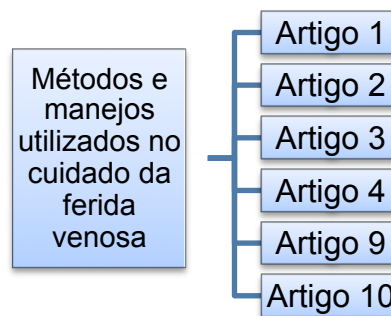 Métodos e
manejos
utilizados no
cuidado da
ferida
venosa
Artigo 1
Artigo 2
Artigo 3
Artigo 4
Artigo 9
Artigo 10